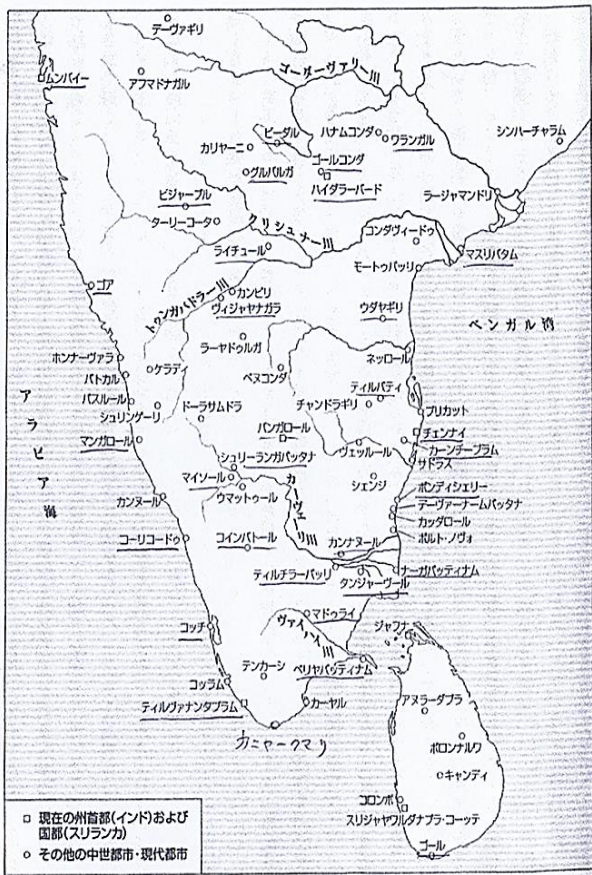 デーヴァギリ
ゴーダーヴァリー川
ムンバイー
アフマドナガル
ビーダル
ハナムコンダ
ワランガル
シンハーチャラム
カリヤーニ
グルバルガ
ゴールコンダ
ハイダラーバード
ビジャープル
ラージャマンドリ
ターリーコータ
クリシュナー川
コンダヴィードゥ
ライチュール
マスリパタム
モートゥパッリ
ゴア
トゥンガバドラー川
カンピリ
ヴィジャヤナガラ
ウダヤギリ
ベンガル湾
ラーヤドゥルガ
ネッロール
ホンナーヴァラ
ケラディ
ペヌコンダ
バトカル
ティルパティ
アラビア海
バスルール
チャンドラギリ
プリカット
シュリンゲーリ
ドーラサムドラ
バンガロール
チェンナイ
マンガロール
カーンチープラム
ヴェッルール
サドラス
シュリーランガパッタナ
マイソール
シェンジ
カーヴェーリ川
ウマットゥール
ポンディシェリー
カンヌール
デーヴァナームパッタナ
カッダロール
ポルト・ノヴォ
コーリコードゥ
コインバトール
カンナヌール
ティルチラーパッリ
ナーガパッティナム
タンジャーヴール
マドゥライ
コッチ
ヴァイハイ川
ジャフナ
テンカーシ
ペリヤパッティナム
コッラム
ティルヴァナンタプラム
カーヤル
アヌラーダプラ
カニャークマリ
ポロンナルワ
キャンディ
コロンボ
スリジャヤワルダナプラ・コーッテ
ゴール
□ 現在の州首都(インド)および
国都(スリランカ)
○ その他の中世都市・現代都市